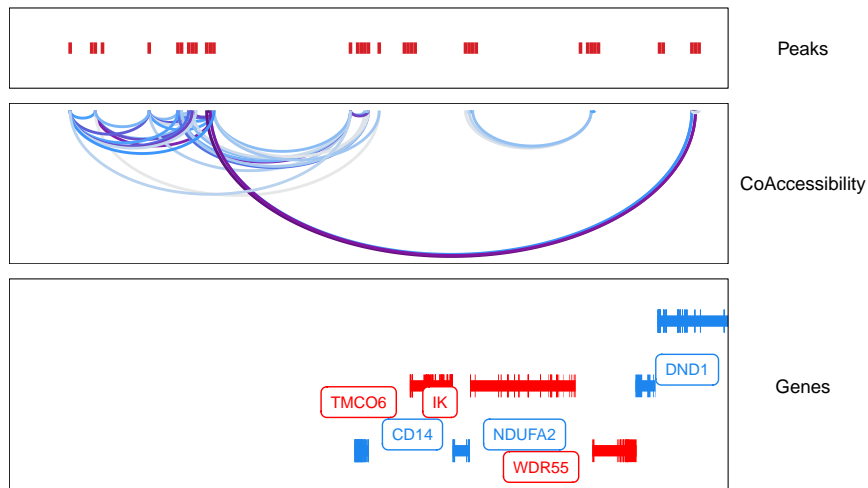 Peaks
CoAccessibility
DND1
Genes
TMCO6
IK
CD14
NDUFA2
WDR55